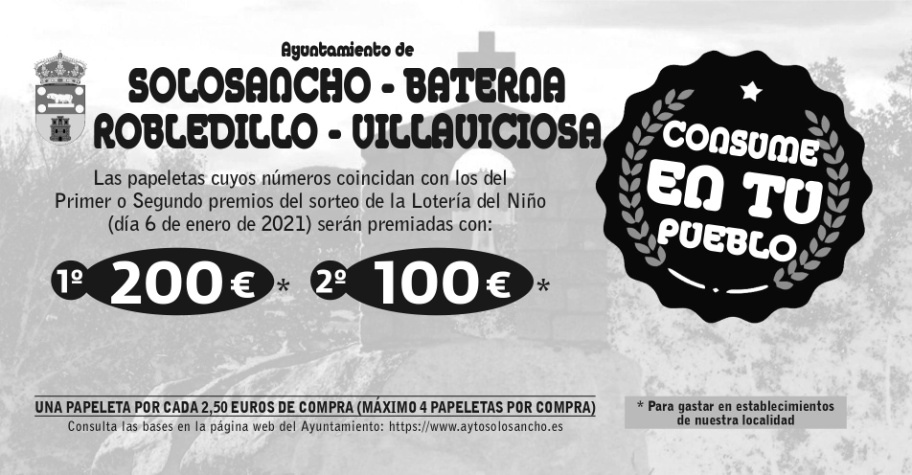 Ayuntamiento de
SOLOSANCHO - BATERNA
ROBLEDILLO - VILLAVICIOSA
Las papeletas cuyos números coincidan con los del
Primer o Segundo premios del sorteo de la Lotería del Niño
(día 6 de enero de 2021) serán premiadas con:
1º 200 € * 2º 100 € *
CONSUME
EN TU
PUEBLO
UNA PAPELETA POR CADA 2,50 EUROS DE COMPRA (MÁXIMO 4 PAPELETAS POR COMPRA)
Consulta las bases en la página web del Ayuntamiento: https://www.aytosolosancho.es
* Para gastar en establecimientos
de nuestra localidad